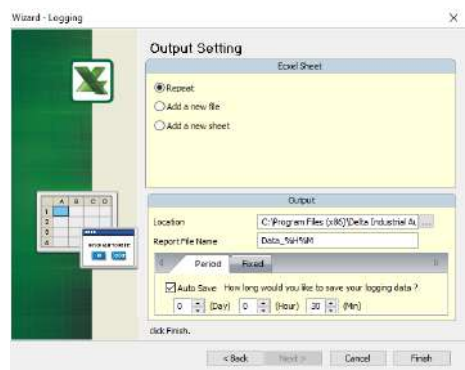 Wizard - Logging
Output Setting
Ecxel Sheet
Repeat
Add a new file
Add a new sheet
Output
Location C:\Program Files (x86)\Delta Industrial Au ...
Report File Name Data_%H%M
Period Fixed
Auto Save How long would you like to save your logging data ?
0 (Day) 0 (Hour) 30 (Min)
click Finish.
< Back Next > Cancel Finish